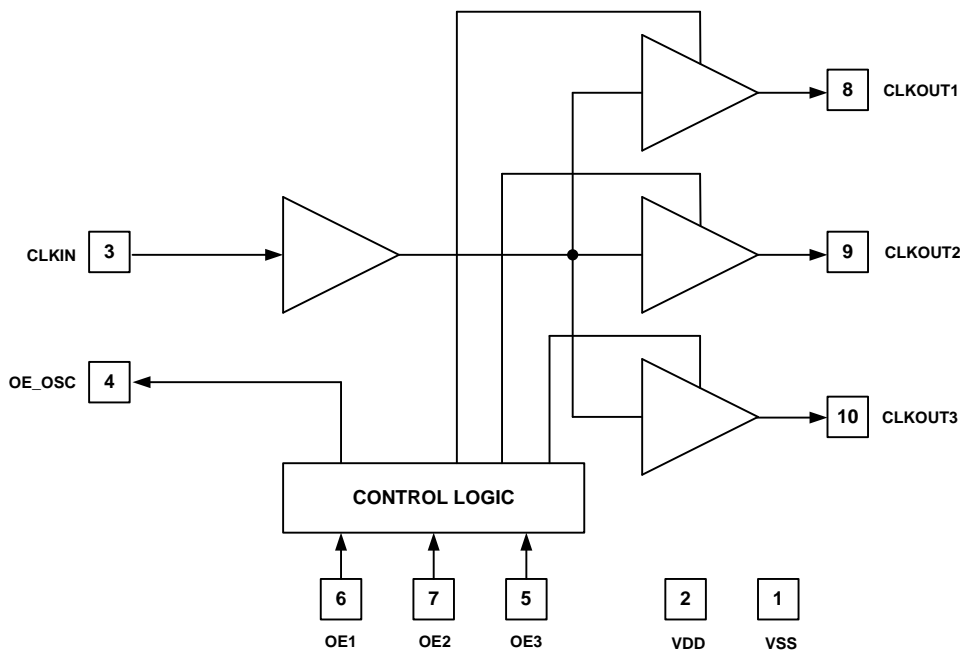 8 CLKOUT1
CLKIN 3
9 CLKOUT2
OE_OSC 4
10 CLKOUT3
CONTROL LOGIC
6 7 5 2 1
OE1 OE2 OE3 VDD VSS